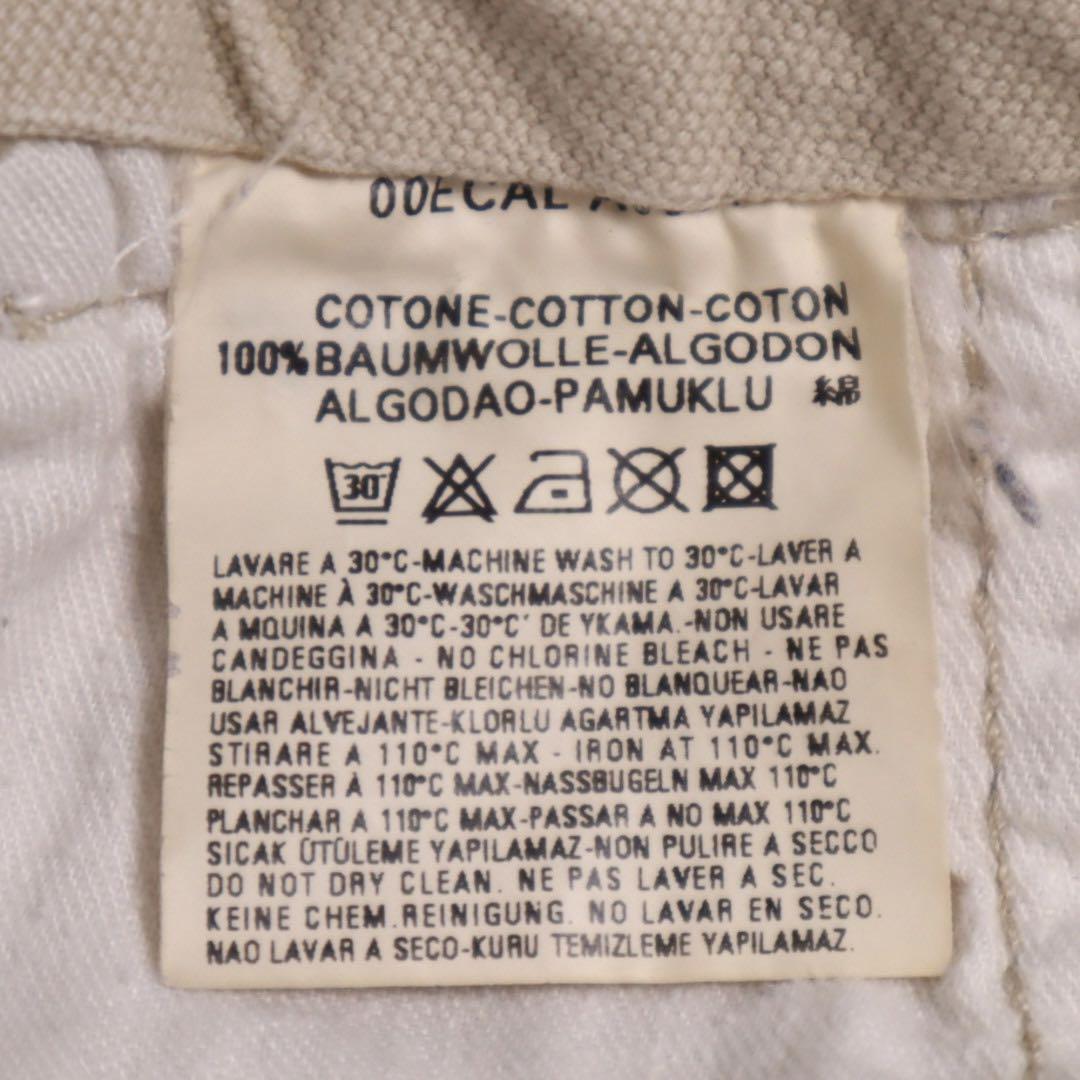 00ECAL
COTONE-COTTON-COTON
100% BAUMWOLLE-ALGODON
ALGODAO-PAMUKLU 綿
30°
LAVARE A 30°C-MACHINE WASH TO 30°C-LAVER A
MACHINE À 30°C-WASCHMASCHINE A 30°C-LAVAR
A MQUINA A 30°C-30°C' DE YKAMA.-NON USARE
CANDEGGINA - NO CHLORINE BLEACH - NE PAS
BLANCHIR-NICHT BLEICHEN-NO BLANQUEAR-NAO
USAR ALVEJANTE-KLORLU AGARTMA YAPILAMAZ
STIRARE A 110°C MAX - IRON AT 110°C MAX.
REPASSER À 110°C MAX-NASSBUGELN MAX 110°C
PLANCHAR A 110°C MAX-PASSAR A NO MAX 110°C
SICAK ÜTÜLEME YAPILAMAZ-NON PULIRE A SECCO
DO NOT DRY CLEAN. NE PAS LAVER A SEC.
KEINE CHEM.REINIGUNG. NO LAVAR EN SECO.
NAO LAVAR A SECO-KURU TEMIZLEME YAPILAMAZ.